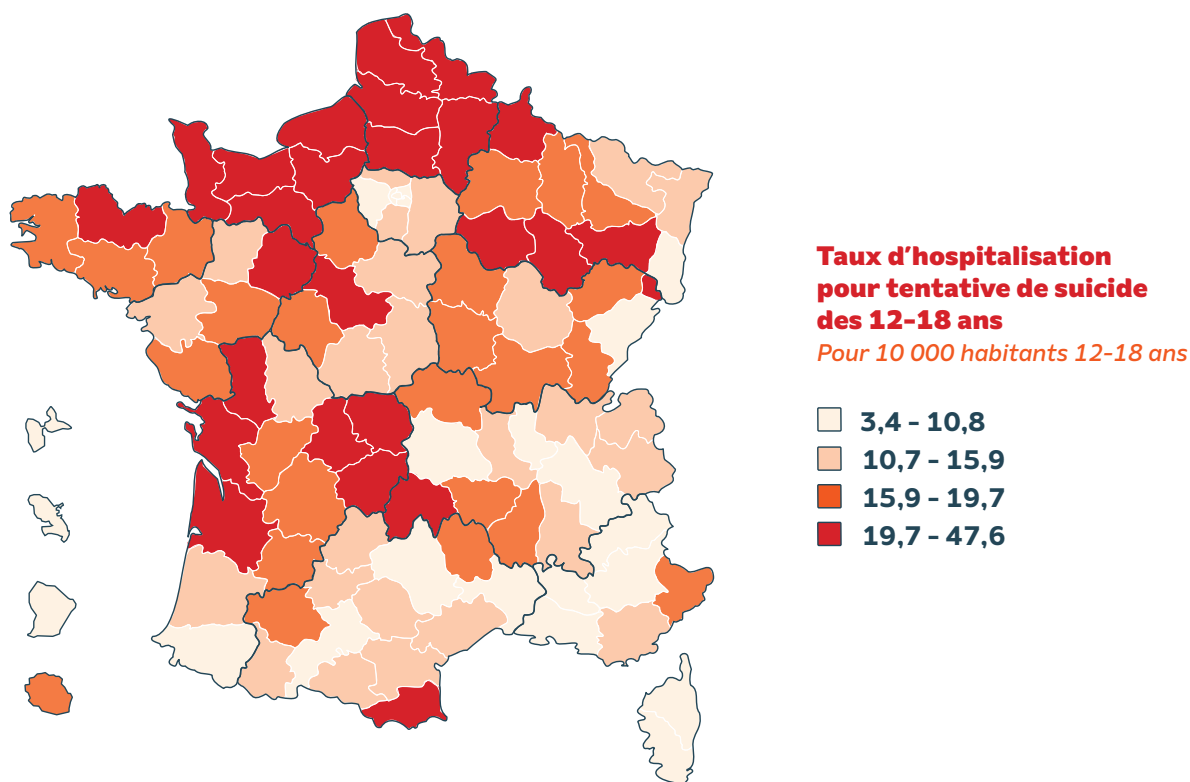 Taux d’hospitalisation
pour tentative de suicide
des 12-18 ans
Pour 10 000 habitants 12-18 ans
3,4 - 10,8
10,7 - 15,9
15,9 - 19,7
19,7 - 47,6